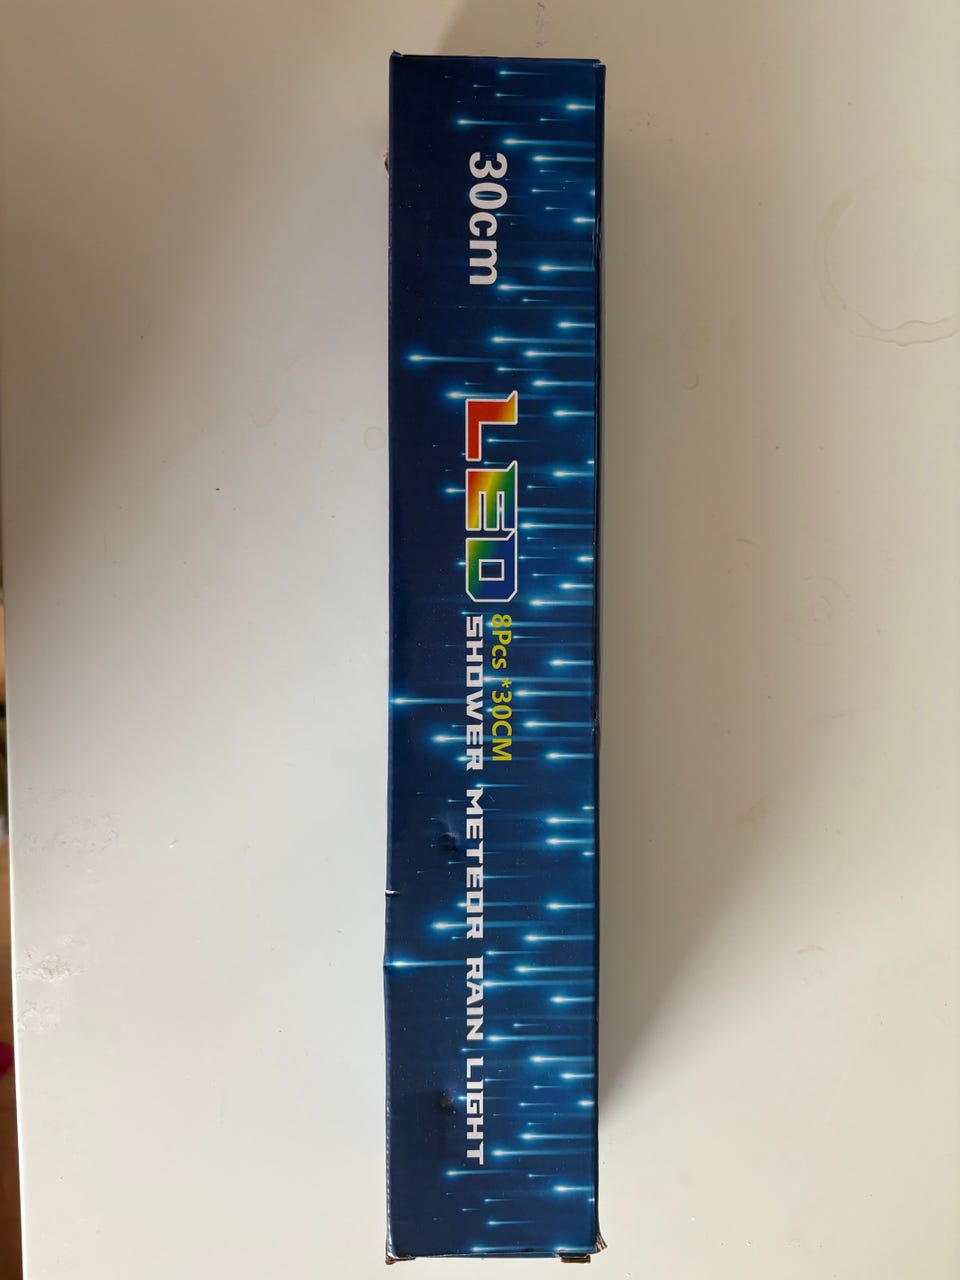 30cm
LED
8Pcs *30CM
SHOWER METEOR RAIN LIGHT